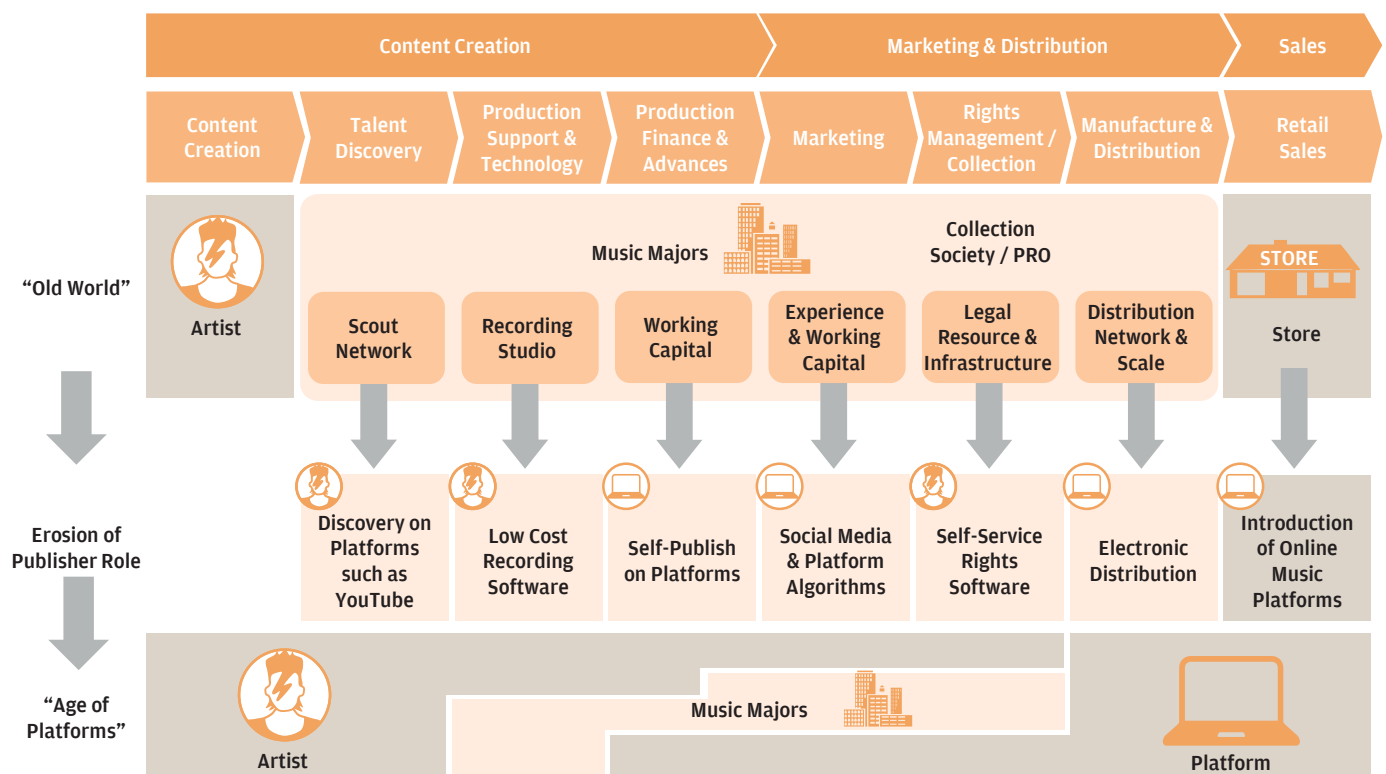 Content Creation
Marketing & Distribution
Sales
Content
Creation
Talent
Discovery
Production
Support &
Technology
Production
Finance &
Advances
Marketing
Rights
Management /
Collection
Manufacture &
Distribution
Retail
Sales
“Old World”
Artist
Music Majors
Collection
Society / PRO
STORE
Store
Scout
Network
Recording
Studio
Working
Capital
Experience
& Working
Capital
Legal
Resource &
Infrastructure
Distribution
Network &
Scale
Erosion of
Publisher Role
Discovery on
Platforms
such as
YouTube
Low Cost
Recording
Software
Self-Publish
on Platforms
Social Media
& Platform
Algorithms
Self-Service
Rights
Software
Electronic
Distribution
Introduction
of Online
Music
Platforms
“Age of
Platforms”
Artist
Music Majors
Platform